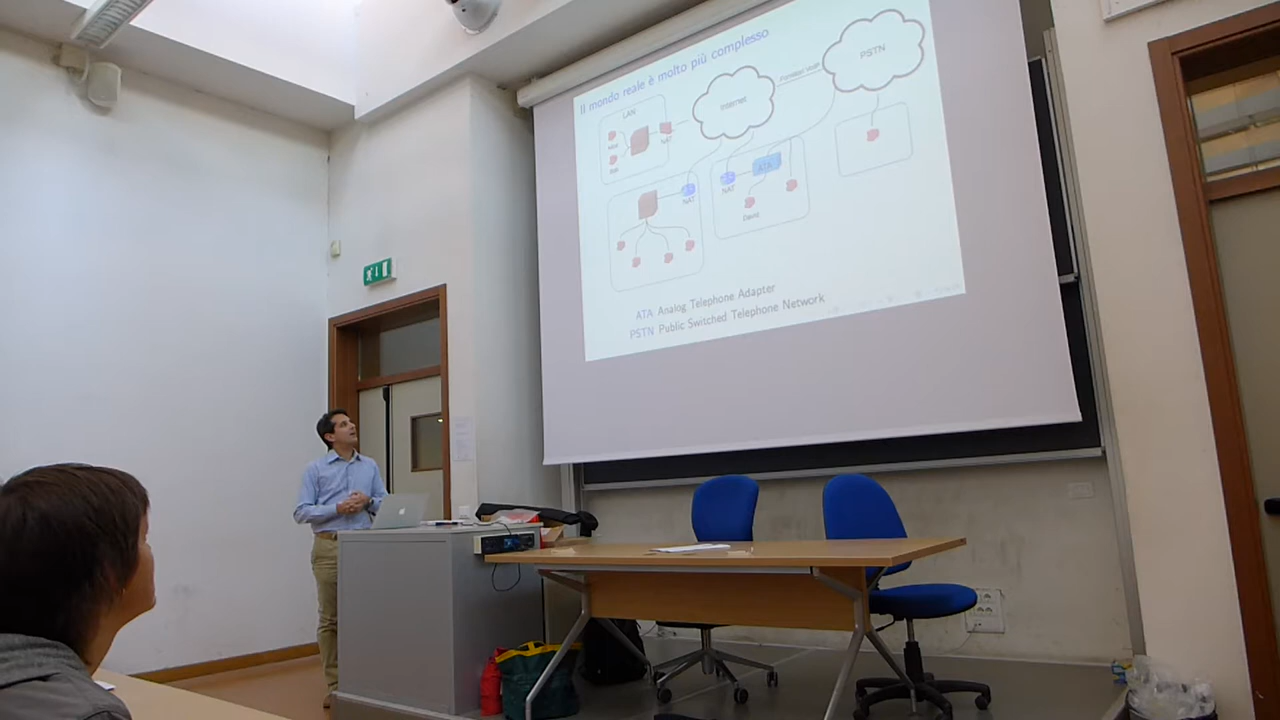 Il mondo reale è molto più complesso
LAN
NAT
Internet
PSTN
NAT
NAT
ATA
David
ATA Analog Telephone Adapter
PSTN Public Switched Telephone Network